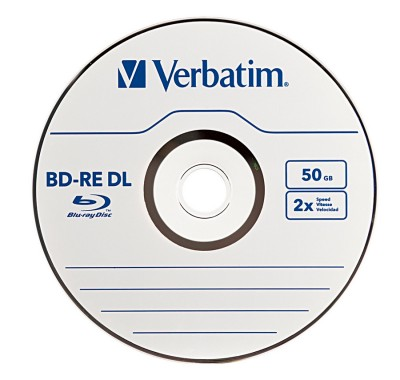 Verbatim®
BD-RE DL
Blu-ray Disc
50 GB
2x
Speed
Vitesse
Velocidad